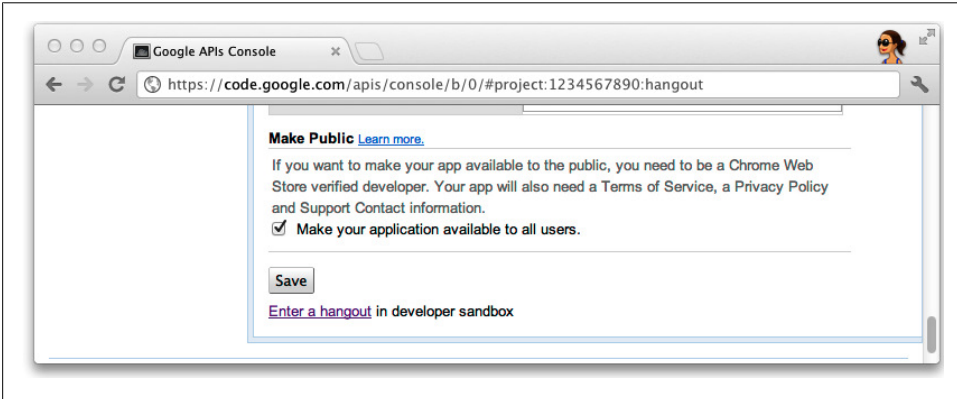 Google APIs Console
https://code.google.com/apis/console/b/0/#project:1234567890:hangout
Make Public Learn more.
If you want to make your app available to the public, you need to be a Chrome Web
Store verified developer. Your app will also need a Terms of Service, a Privacy Policy
and Support Contact information.
Make your application available to all users.
Save
Enter a hangout in developer sandbox